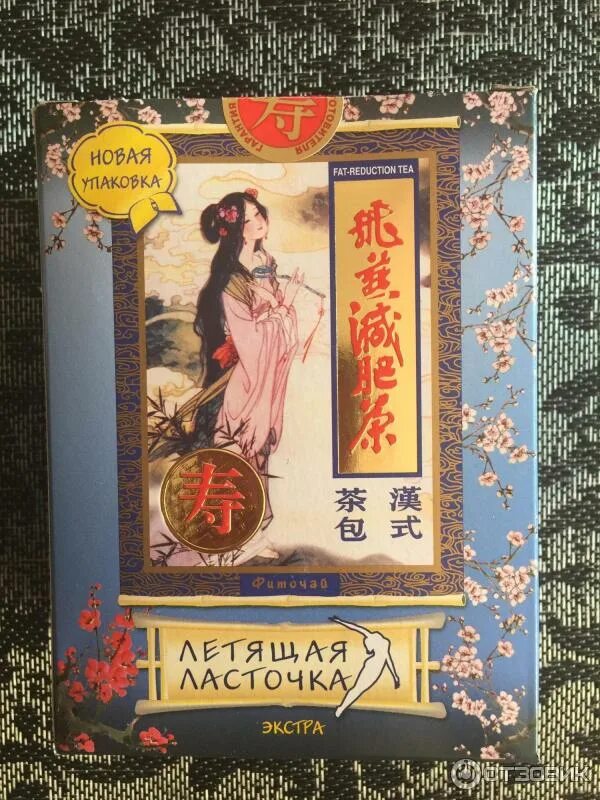 ГАРАНТИЯ
寿
ОТОВИТЕЛЯ
НОВАЯ
УПАКОВКА
FAT-REDUCTION TEA
飛燕減肥茶
漢式
茶包
寿
Фиточай
ЛЕТЯЩАЯ
ЛАСТОЧКА
ЭКСТРА
ОТЗОВИК